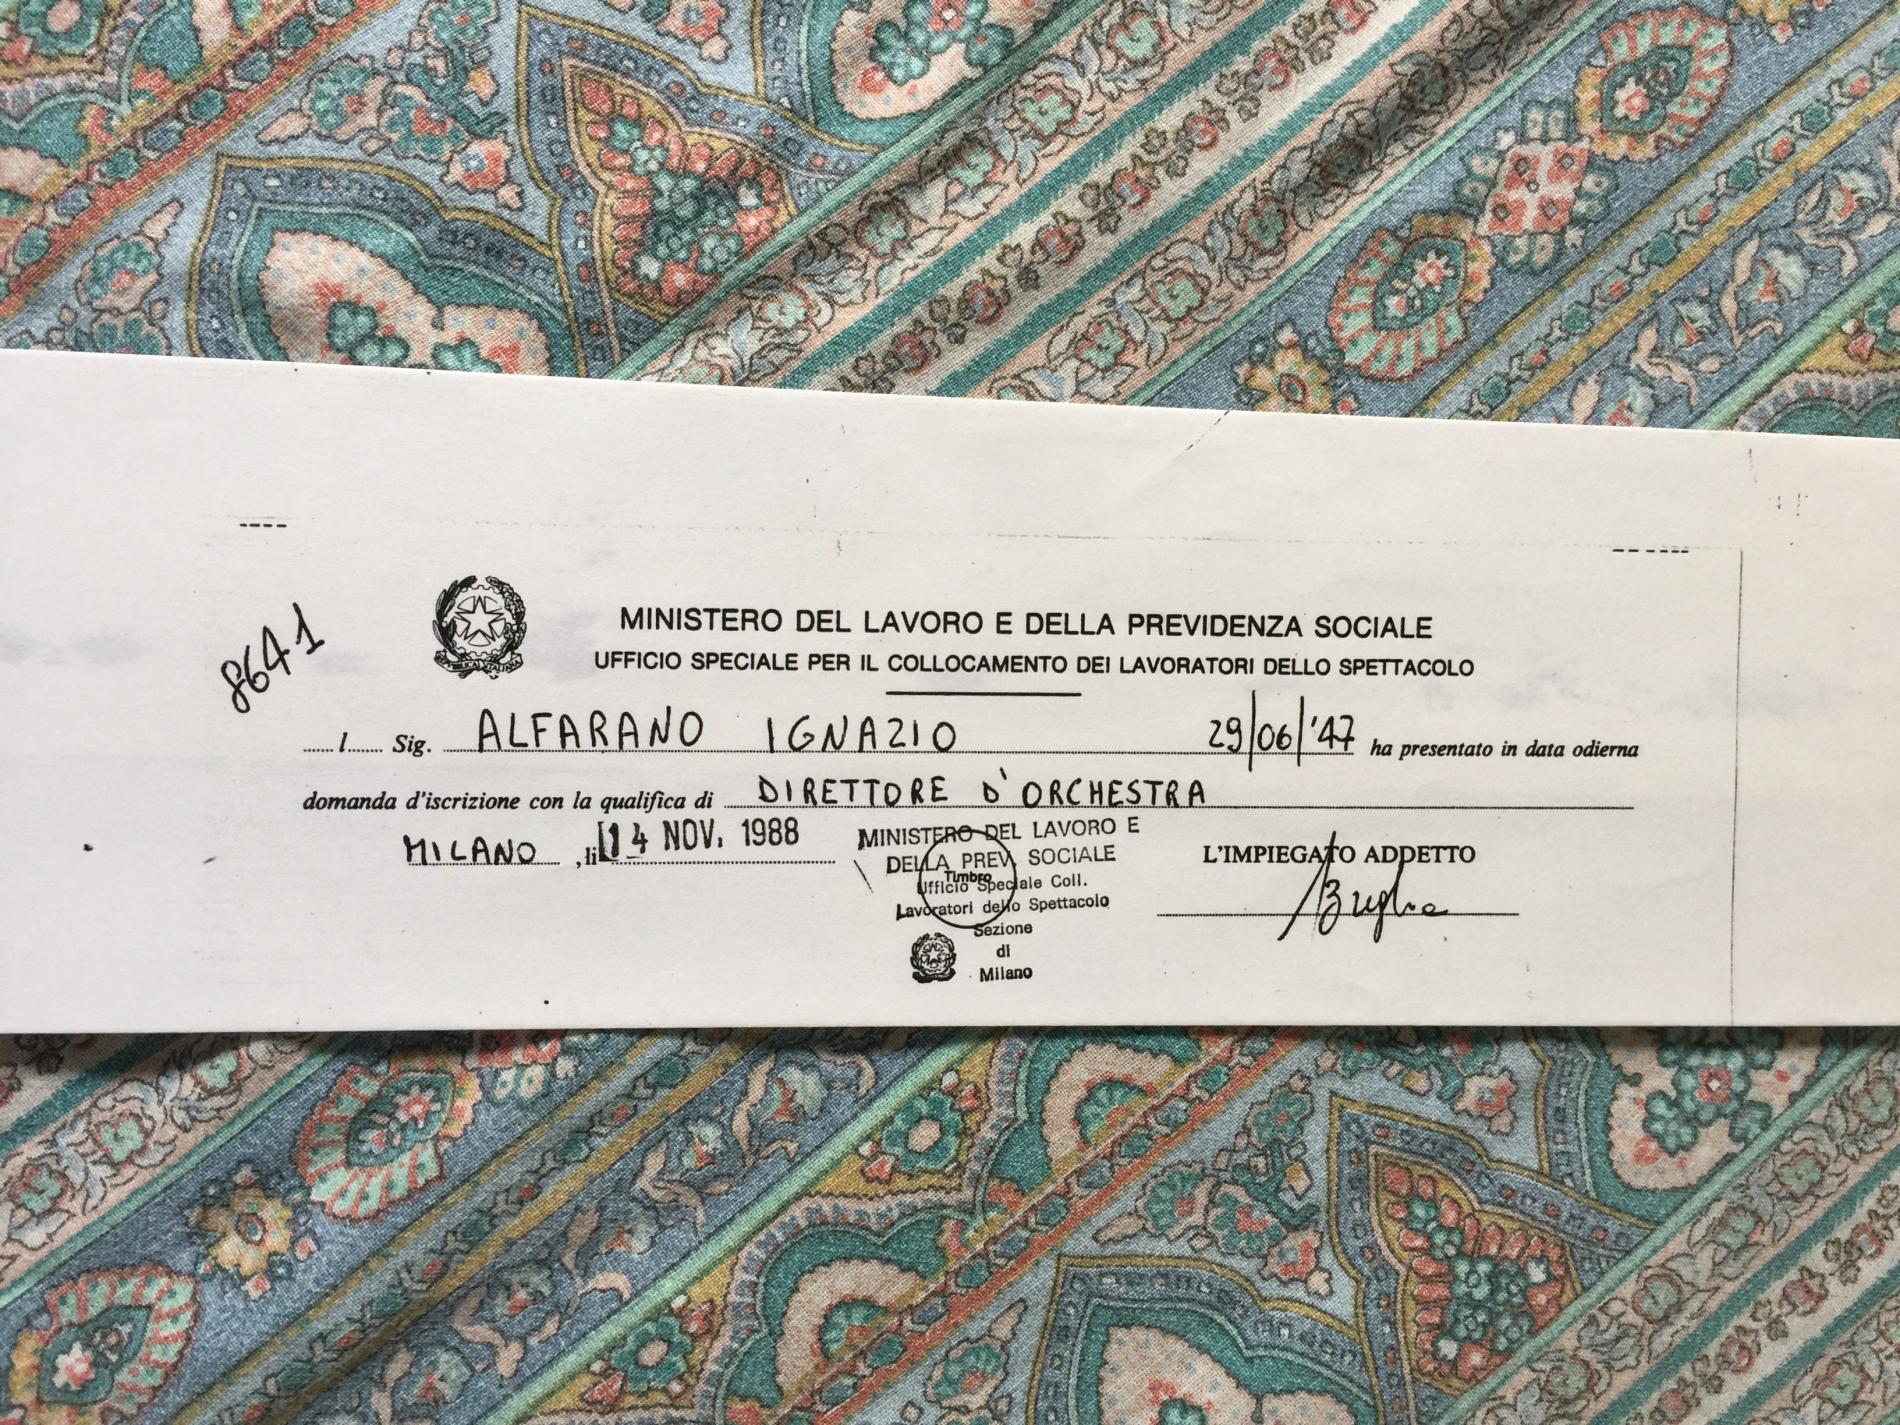 8641
REPUBBLICA ITALIANA
MINISTERO DEL LAVORO E DELLA PREVIDENZA SOCIALE
UFFICIO SPECIALE PER IL COLLOCAMENTO DEI LAVORATORI DELLO SPETTACOLO
......l...... Sig. ALFARANO IGNAZIO 29/06/'47 ha presentato in data odierna
domanda d'iscrizione con la qualifica di DIRETTORE D'ORCHESTRA
MILANO, lì 14 NOV. 1988
MINISTERO DEL LAVORO E
DELLA PREV. SOCIALE
Timbro
Ufficio Speciale Coll.
Lavoratori dello Spettacolo
Sezione
di
Milano
L'IMPIEGATO ADDETTO